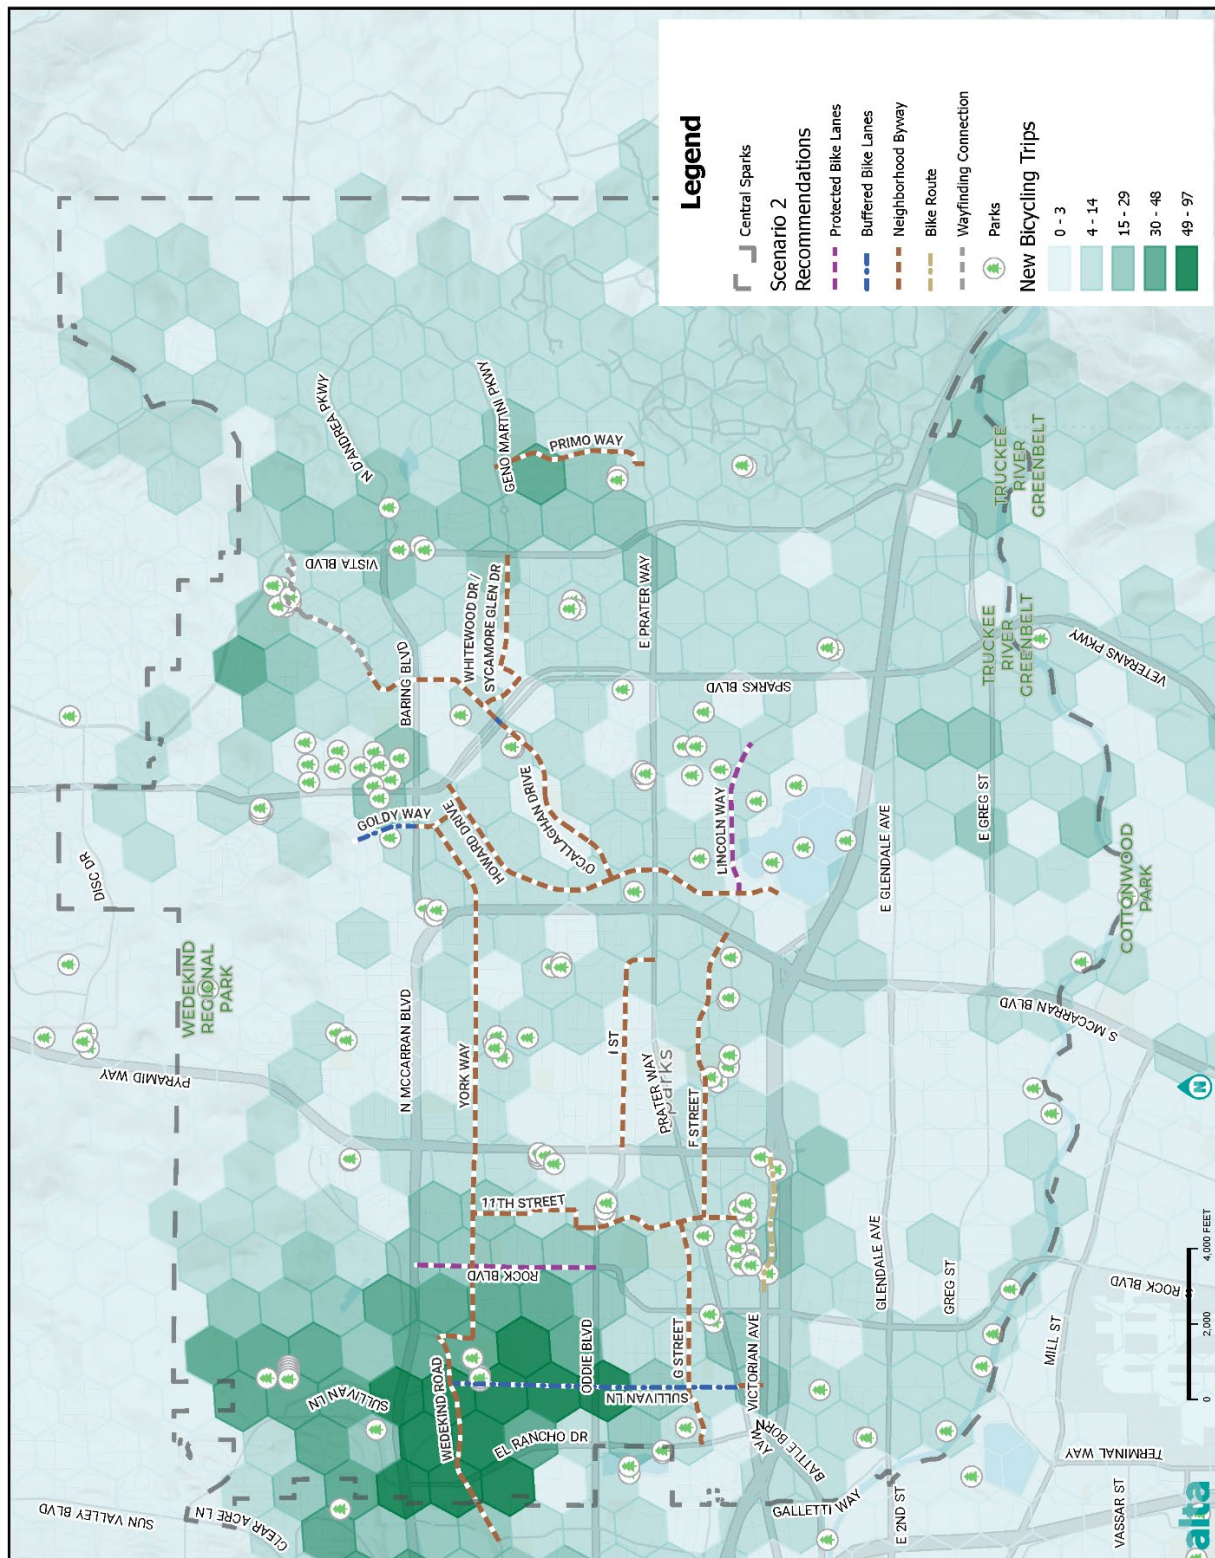 Legend
Central Sparks
Scenario 2
Recommendations
Protected Bike Lanes
Buffered Bike Lanes
Neighborhood Byway
Bike Route
Wayfinding Connection
Parks
New Bicycling Trips
0 - 3
4 - 14
15 - 29
30 - 48
49 - 97
SUN VALLEY BLVD
CLEAR ACRE LN
SULLIVAN LN
WEDEKIND ROAD
EL RANCHO DR
ODDIE BLVD
SULLIVAN LN
G STREET
VICTORIAN AVE
BATTLE BORN
WAY
GALLETTI WAY
E 2ND ST
VASSAR ST
TERMINAL WAY
MILL ST
ROCK BLVD
GREG ST
GLENDALE AVE
ROCK BLVD
11TH STREET
PYRAMID WAY
N MCCARRAN BLVD
YORK WAY
I ST
PRATER WAY
F STREET
S MCCARRAN BLVD
WEDEKIND
REGIONAL
PARK
DISC DR
GOLDY WAY
HOWARD DRIVE
O'CALLAGHAN DRIVE
LINCOLN WAY
E GLENDALE AVE
E GREG ST
COTTONWOOD
PARK
BARING BLVD
WHITEWOOD DR /
SYCAMORE GLEN DR
E PRATER WAY
SPARKS BLVD
VETERANS PKWY
TRUCKEE
RIVER
GREENBELT
VISTA BLVD
N D'ANDREA PKWY
GENO MARTINI PKWY
PRIMO WAY
TRUCKEE
RIVER
GREENBELT
0
2,000
4,000 FEET
N
alta